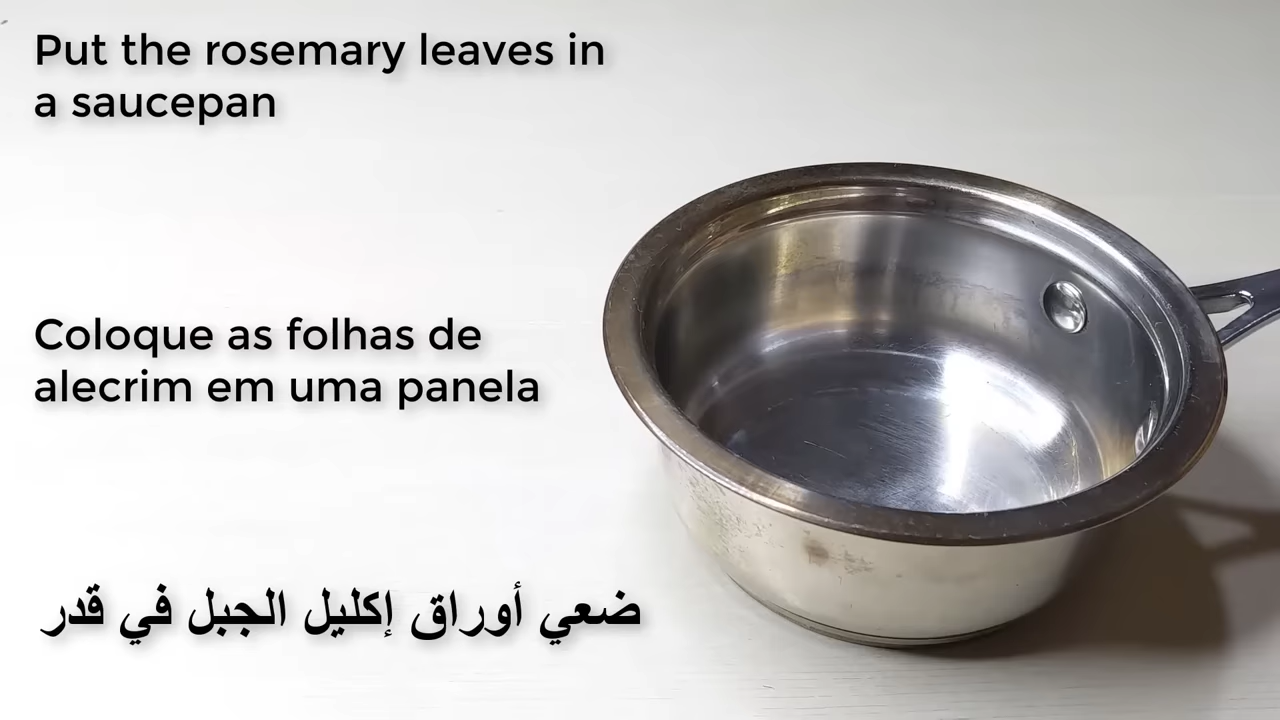 Put the rosemary leaves in
a saucepan
Coloque as folhas de
alecrim em uma panela
ضعي أوراق إكليل الجبل في قدر